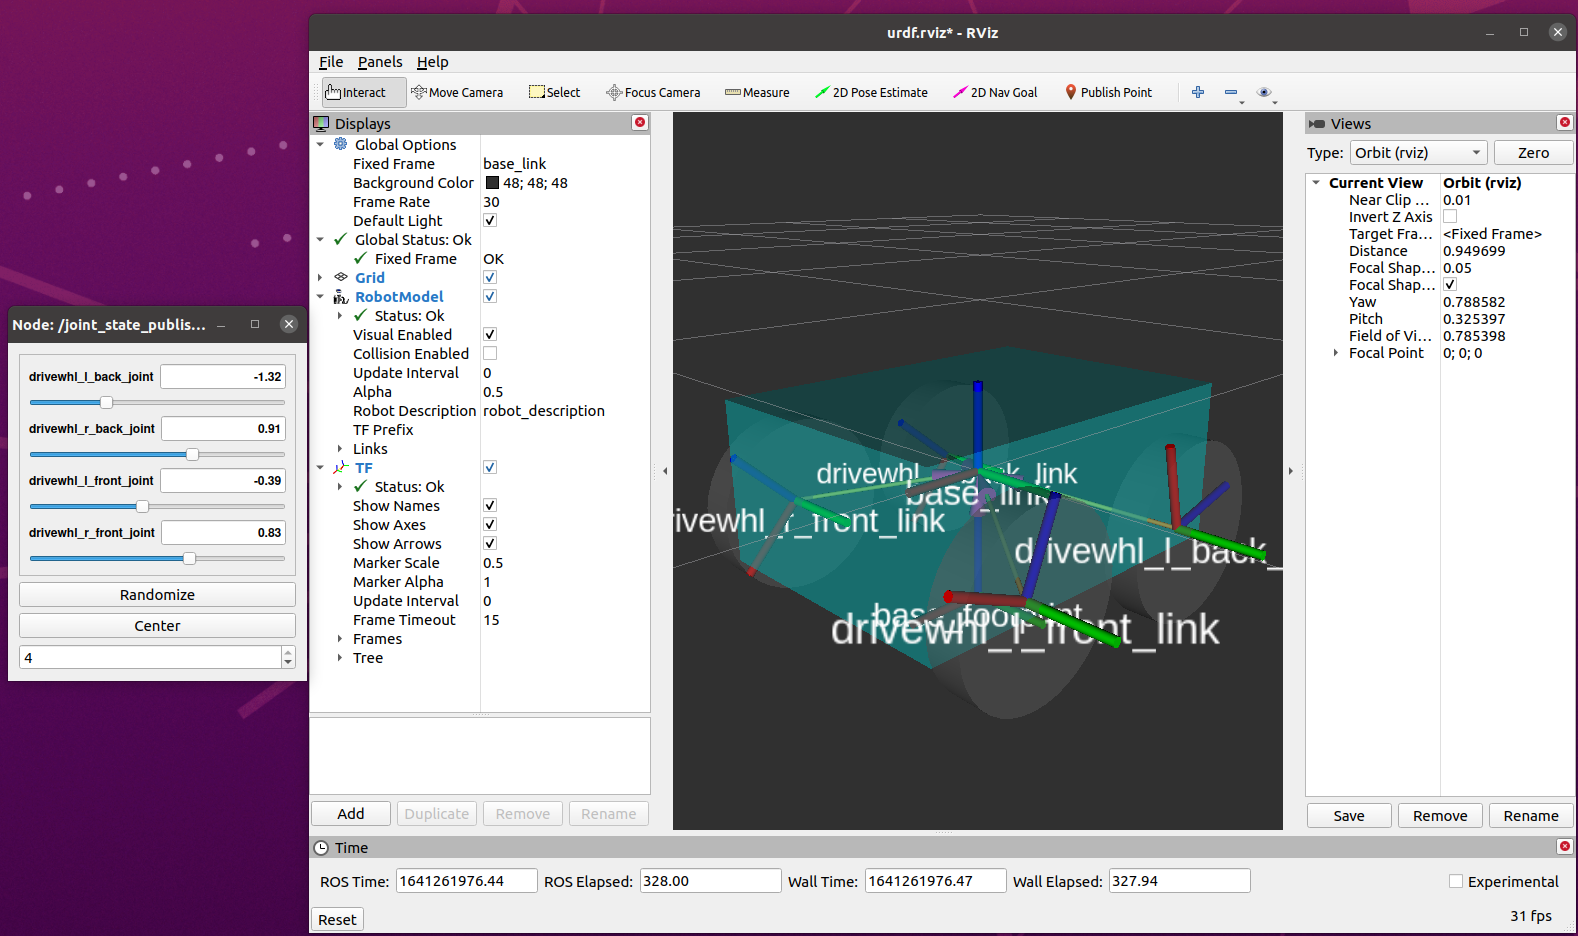 urdf.rviz* - RViz
File Panels Help
Interact Move Camera Select Focus Camera Measure 2D Pose Estimate 2D Nav Goal Publish Point
Node: /joint_state_publis...
drivewhl_l_back_joint -1.32
drivewhl_r_back_joint 0.91
drivewhl_l_front_joint -0.39
drivewhl_r_front_joint 0.83
Randomize
Center
4
Displays
Global Options
Fixed Frame base_link
Background Color 48; 48; 48
Frame Rate 30
Default Light
Global Status: Ok
Fixed Frame OK
Grid
RobotModel
Status: Ok
Visual Enabled
Collision Enabled
Update Interval 0
Alpha 0.5
Robot Description robot_description
TF Prefix
Links
TF
Status: Ok
Show Names
Show Axes
Show Arrows
Marker Scale 0.5
Marker Alpha 1
Update Interval 0
Frame Timeout 15
Frames
Tree
Add Duplicate Remove Rename
base_link
rivewhl_r_front_link
drivewhl_l_back_
base_footprint
drivewhl_l_front_link
Views
Type: Orbit (rviz) Zero
Current View Orbit (rviz)
Near Clip ... 0.01
Invert Z Axis
Target Fra... <Fixed Frame>
Distance 0.949699
Focal Shap... 0.05
Focal Shap...
Yaw 0.788582
Pitch 0.325397
Field of Vi... 0.785398
Focal Point 0; 0; 0
Save Remove Rename
Time
ROS Time: 1641261976.44 ROS Elapsed: 328.00 Wall Time: 1641261976.47 Wall Elapsed: 327.94 Experimental
Reset 31 fps